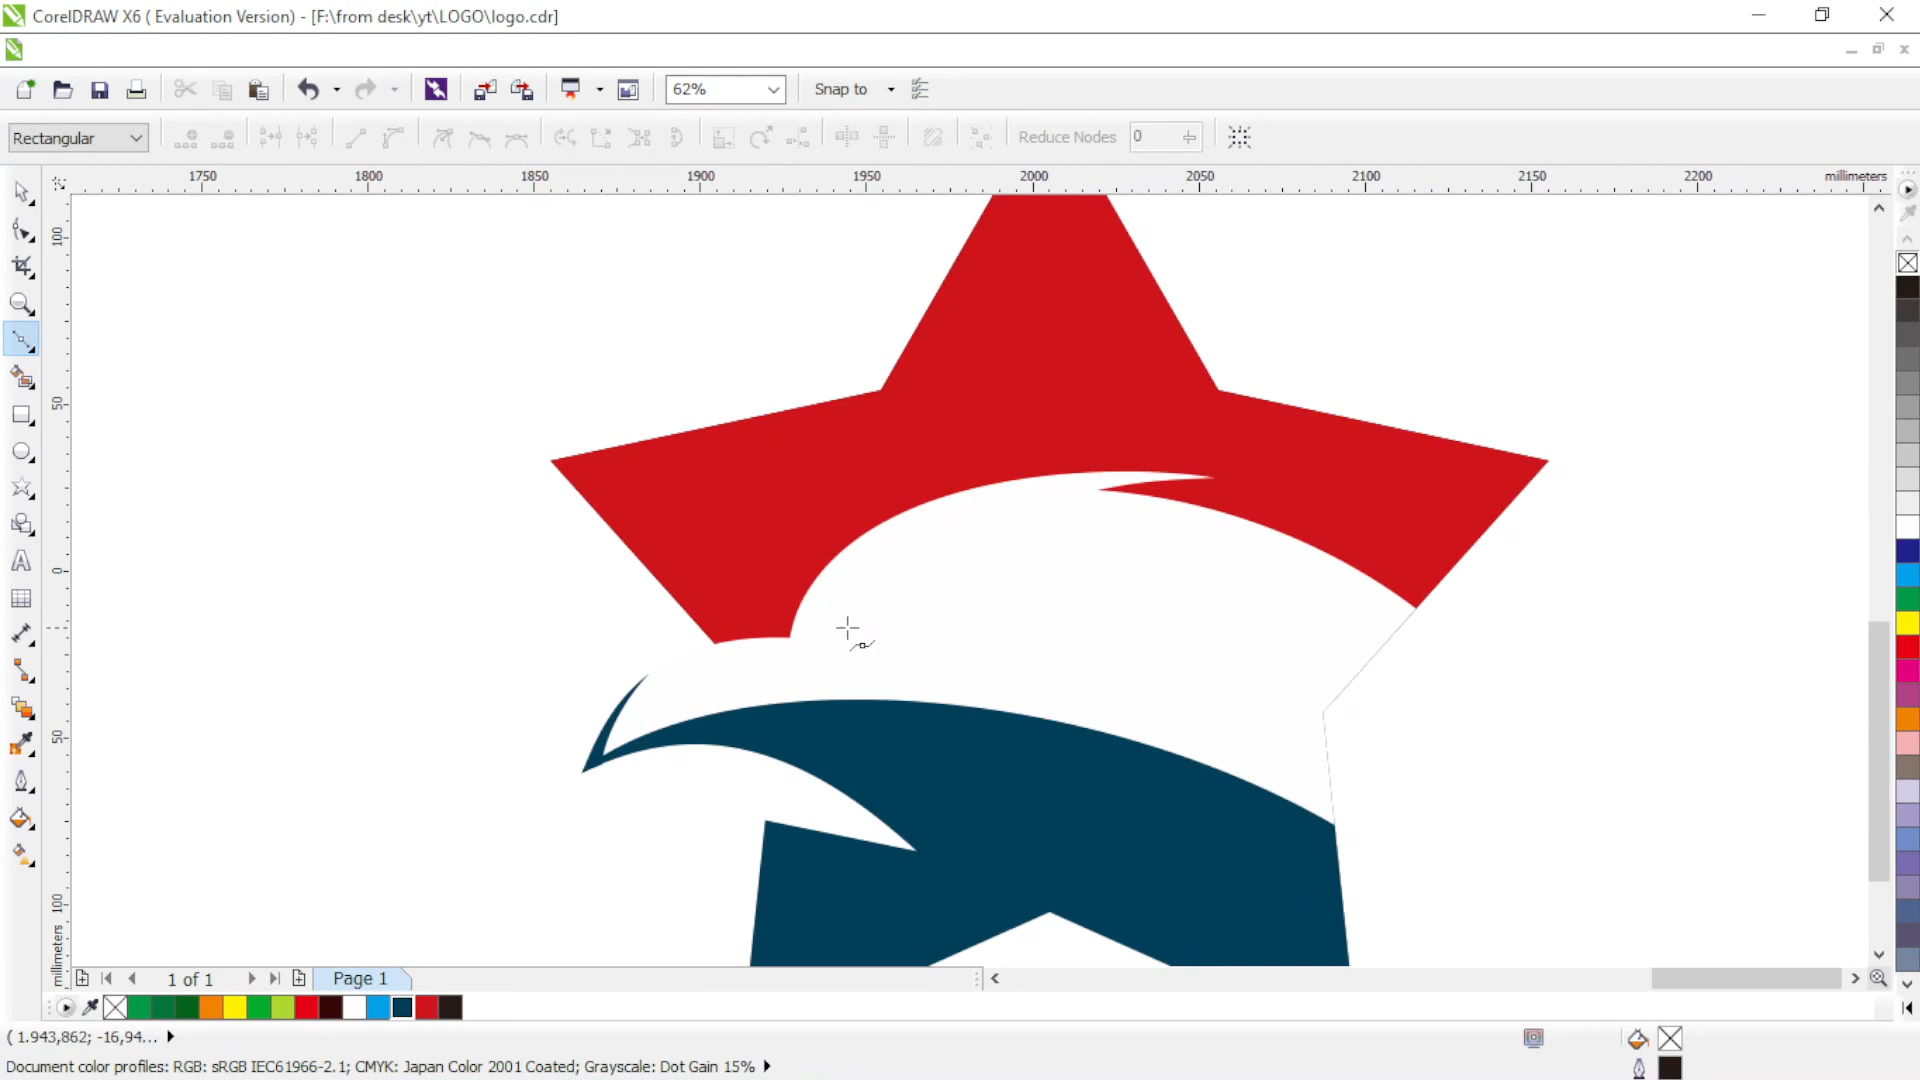 CorelDRAW X6 ( Evaluation Version) - [F:\from desk\yt\LOGO\logo.cdr]
62%
Snap to
Rectangular
Reduce Nodes
0
1750
1800
1850
1900
1950
2000
2050
2100
2150
2200
millimeters
100
50
0
50
100
millimeters
1 of 1
Page 1
( 1.943,862; -16,94...
Document color profiles: RGB: sRGB IEC61966-2.1; CMYK: Japan Color 2001 Coated; Grayscale: Dot Gain 15%